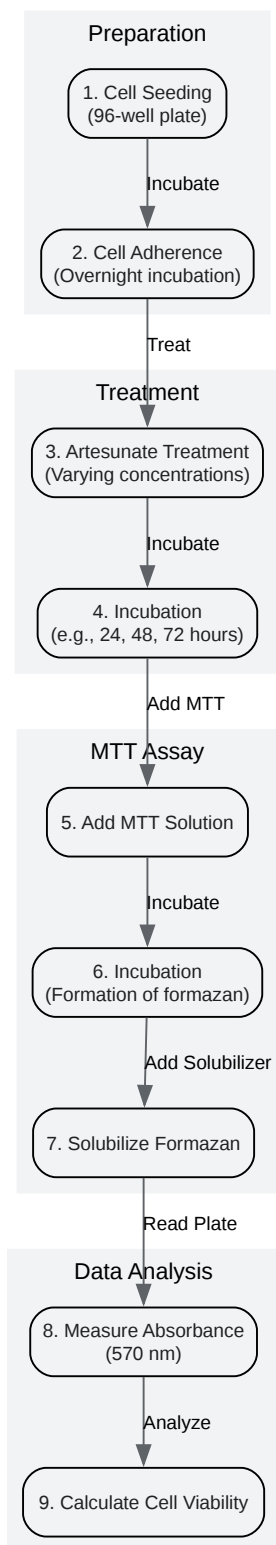 Preparation
1. Cell Seeding
(96-well plate)
Incubate
2. Cell Adherence
(Overnight incubation)
Treat
Treatment
3. Artesunate Treatment
(Varying concentrations)
Incubate
4. Incubation
(e.g., 24, 48, 72 hours)
Add MTT
MTT Assay
5. Add MTT Solution
Incubate
6. Incubation
(Formation of formazan)
Add Solubilizer
7. Solubilize Formazan
Read Plate
Data Analysis
8. Measure Absorbance
(570 nm)
Analyze
9. Calculate Cell Viability